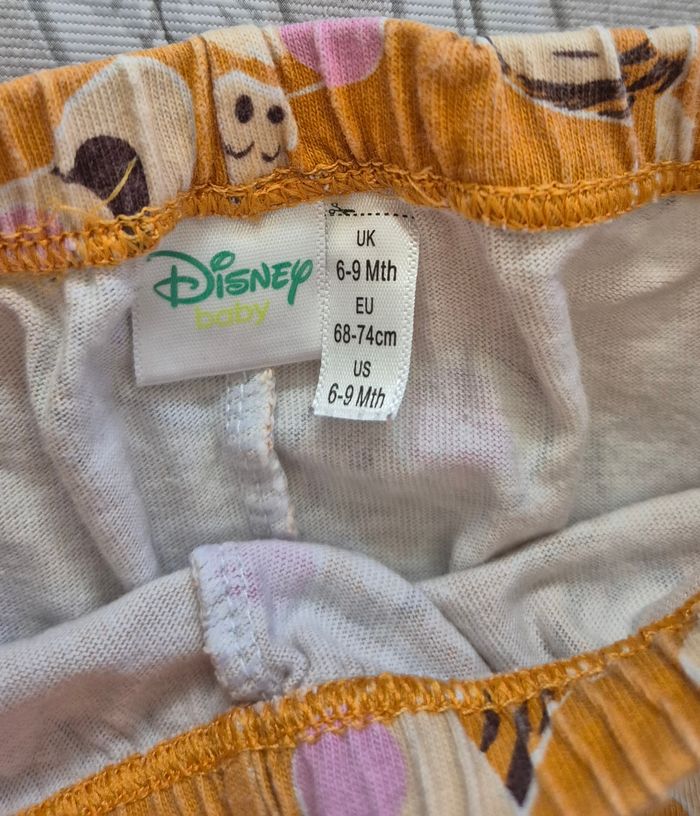 Disney
baby
UK
6-9 Mth
EU
68-74cm
US
6-9 Mth